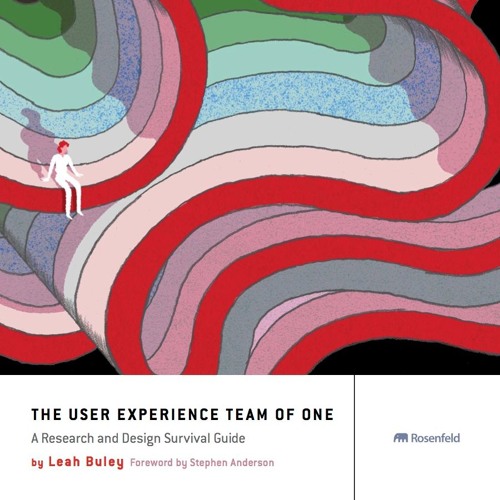 THE USER EXPERIENCE TEAM OF ONE
A Research and Design Survival Guide
by Leah Buley Foreword by Stephen Anderson
Rosenfeld